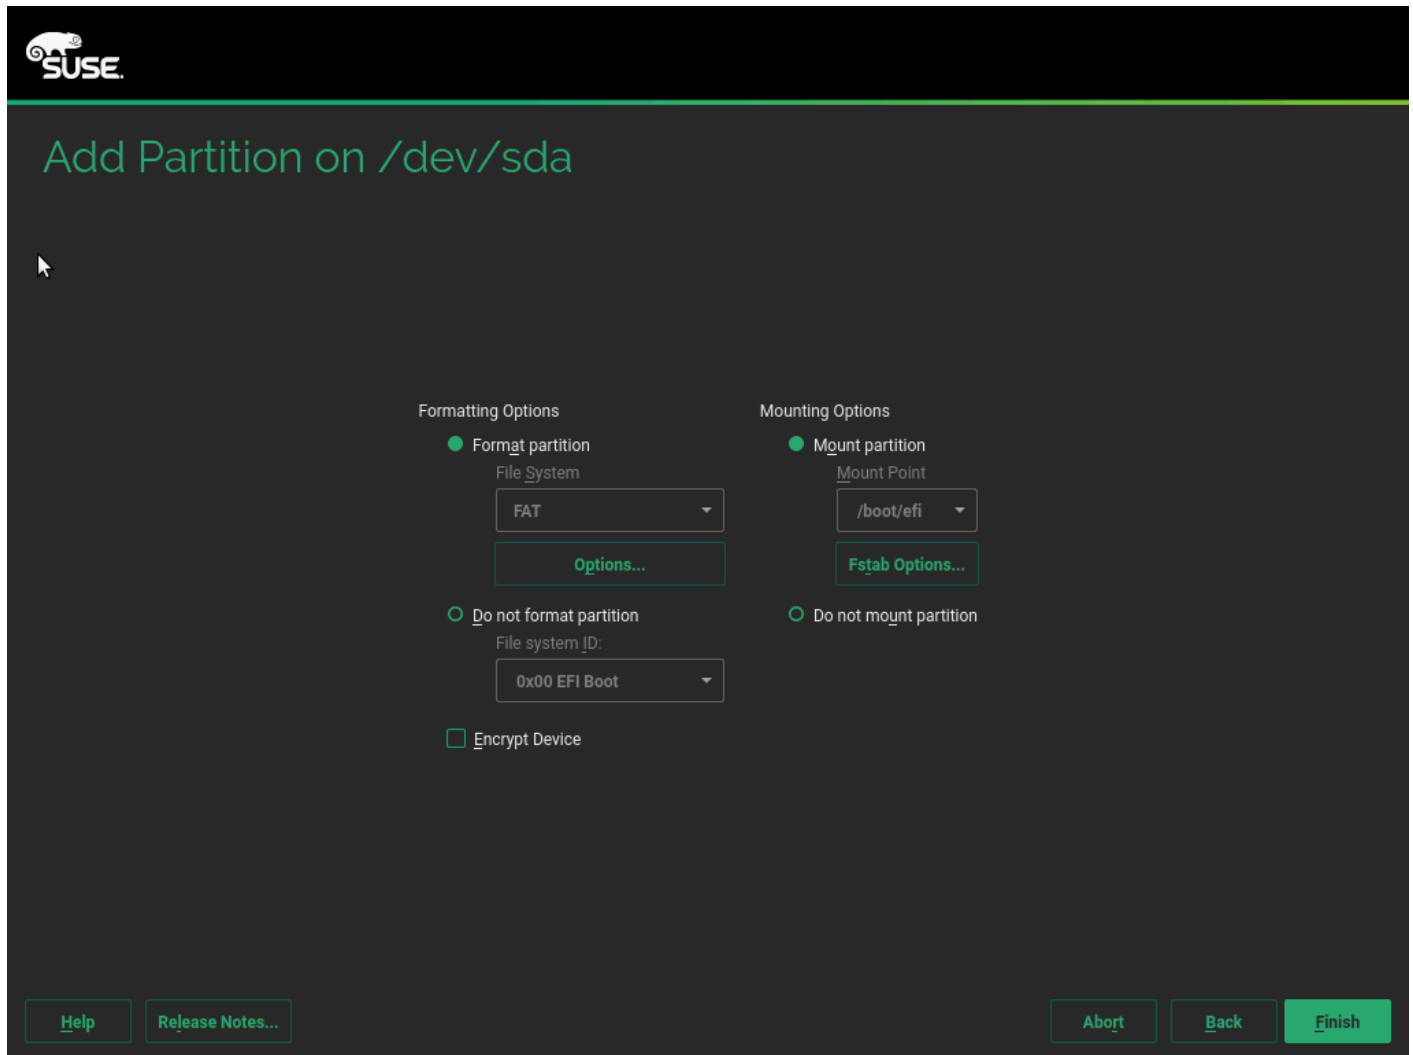 SUSE.
Add Partition on /dev/sda
Formatting Options
Format partition
File System
FAT
Options...
Do not format partition
File system ID:
0x00 EFI Boot
Encrypt Device
Mounting Options
Mount partition
Mount Point
/boot/efi
Fstab Options...
Do not mount partition
Help
Release Notes...
Abort
Back
Finish